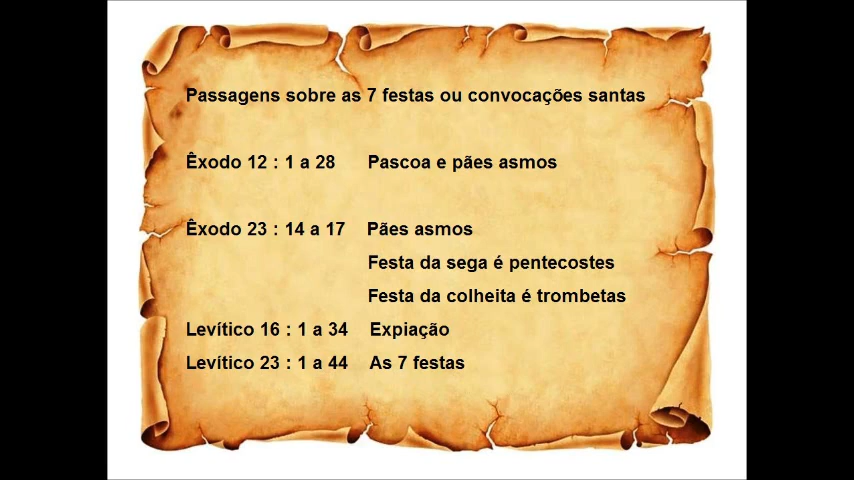 Passagens sobre as 7 festas ou convocações santas
Êxodo 12 : 1 a 28 Pascoa e pães asmos
Êxodo 23 : 14 a 17 Pães asmos
Festa da sega é pentecostes
Festa da colheita é trombetas
Levítico 16 : 1 a 34 Expiação
Levítico 23 : 1 a 44 As 7 festas